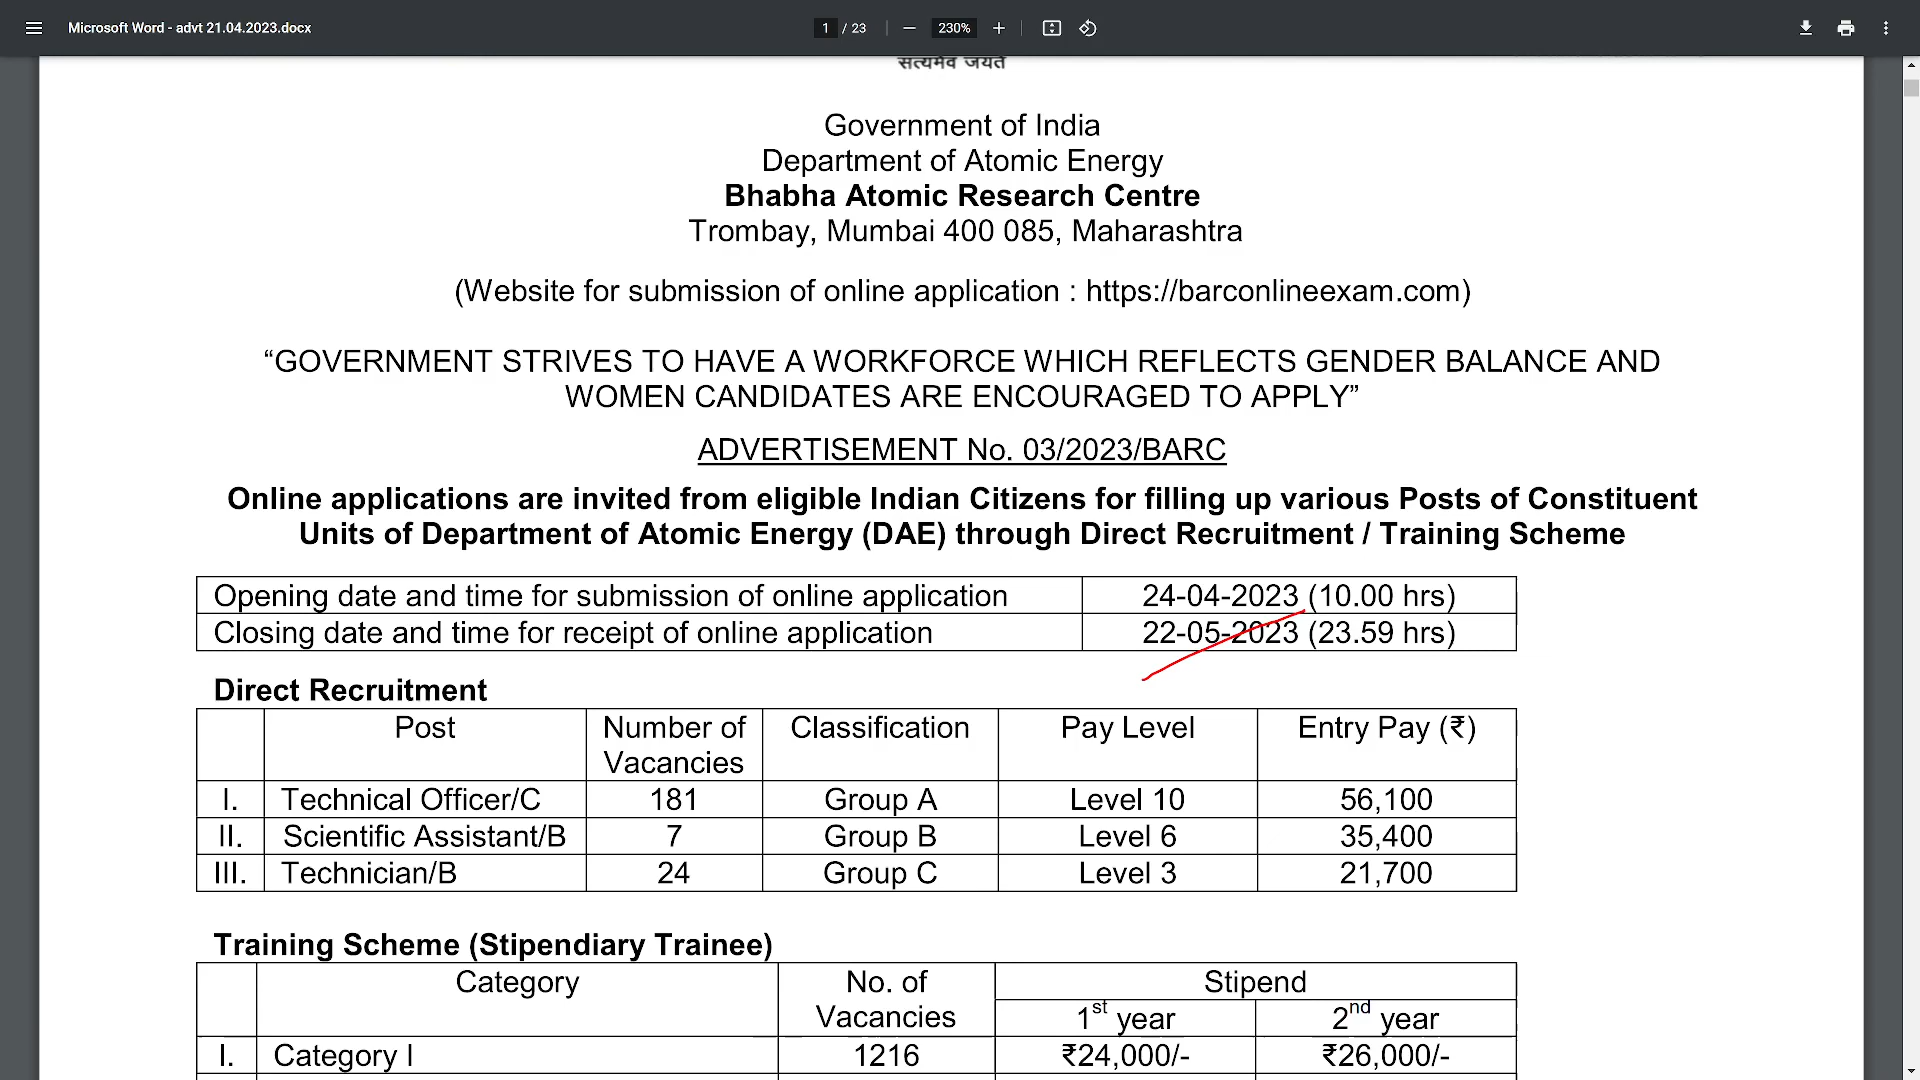 Microsoft Word - advt 21.04.2023.docx
1 / 23
230%
सत्यमेव जयते
Government of India
Department of Atomic Energy
Bhabha Atomic Research Centre
Trombay, Mumbai 400 085, Maharashtra
(Website for submission of online application : https://barconlineexam.com)
“GOVERNMENT STRIVES TO HAVE A WORKFORCE WHICH REFLECTS GENDER BALANCE AND
WOMEN CANDIDATES ARE ENCOURAGED TO APPLY”
ADVERTISEMENT No. 03/2023/BARC
Online applications are invited from eligible Indian Citizens for filling up various Posts of Constituent
Units of Department of Atomic Energy (DAE) through Direct Recruitment / Training Scheme
Opening date and time for submission of online application 24-04-2023 (10.00 hrs)
Closing date and time for receipt of online application 22-05-2023 (23.59 hrs)
Direct Recruitment
Post Number of Vacancies Classification Pay Level Entry Pay (₹)
I. Technical Officer/C 181 Group A Level 10 56,100
II. Scientific Assistant/B 7 Group B Level 6 35,400
III. Technician/B 24 Group C Level 3 21,700
Training Scheme (Stipendiary Trainee)
Category No. of Vacancies Stipend
1st year 2nd year
I. Category I 1216 ₹24,000/- ₹26,000/-